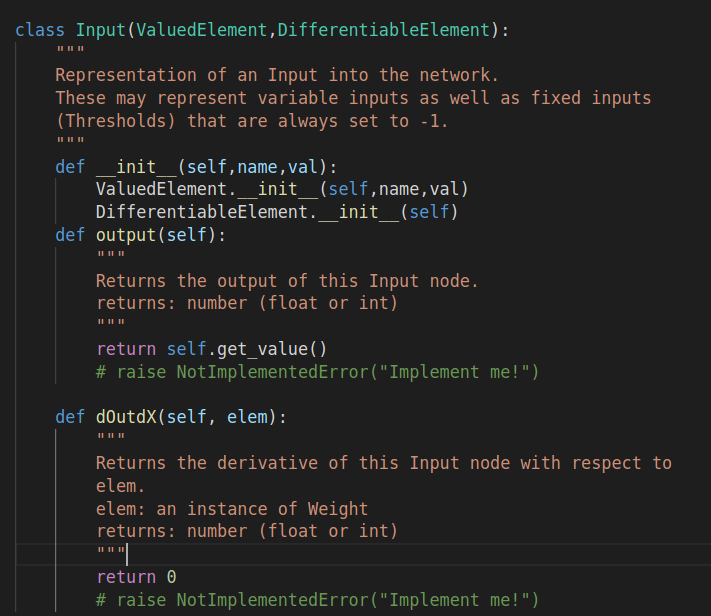 class Input(ValuedElement,DifferentiableElement):
    """
    Representation of an Input into the network.
    These may represent variable inputs as well as fixed inputs
    (Thresholds) that are always set to -1.
    """
    def __init__(self,name,val):
        ValuedElement.__init__(self,name,val)
        DifferentiableElement.__init__(self)
    def output(self):
        """
        Returns the output of this Input node.
        returns: number (float or int)
        """
        return self.get_value()
        # raise NotImplementedError("Implement me!")

    def dOutdX(self, elem):
        """
        Returns the derivative of this Input node with respect to
        elem.
        elem: an instance of Weight
        returns: number (float or int)
        """
        return 0
        # raise NotImplementedError("Implement me!")